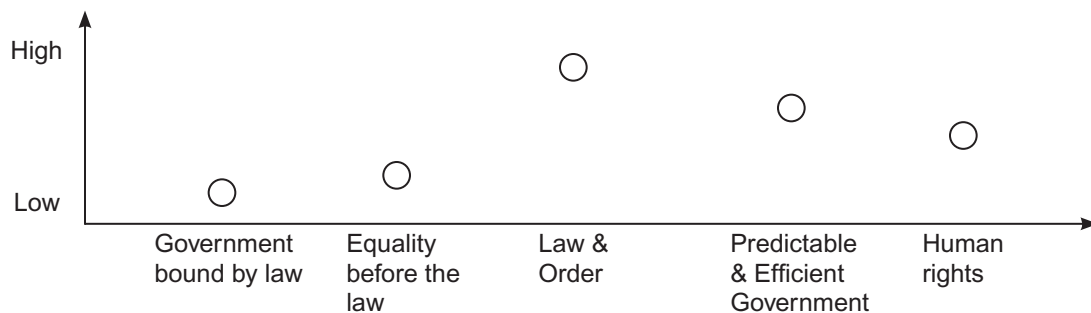 High
Low
Government
bound by law
Equality
before the
law
Law &
Order
Predictable
& Efficient
Government
Human
rights